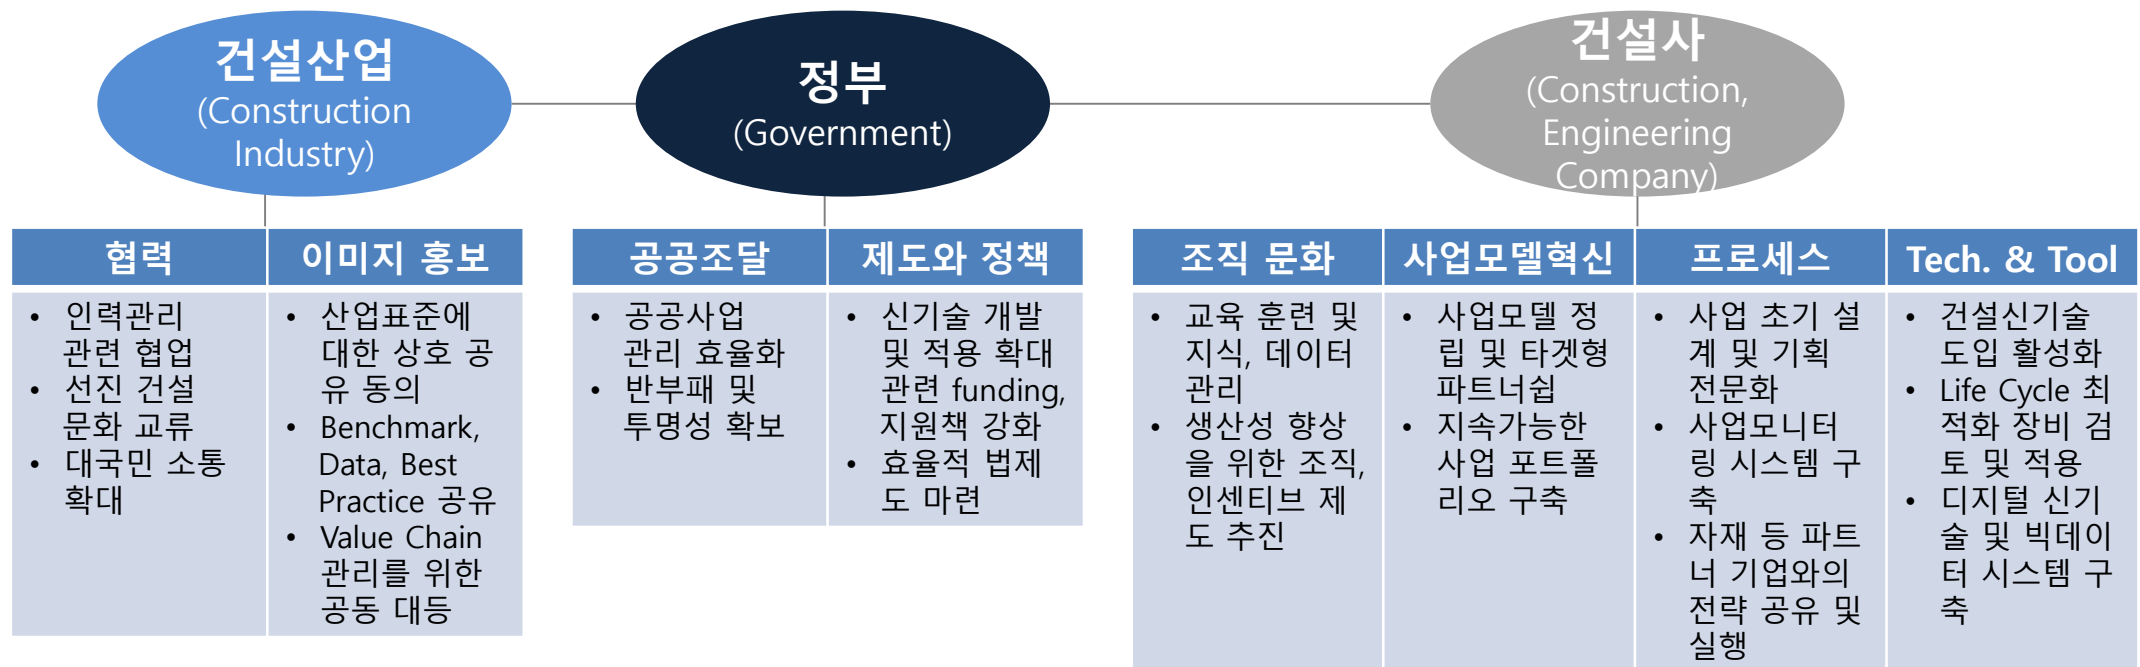 건설산업
(Construction
Industry)
정부
(Government)
건설사
(Construction,
Engineering
Company)
협력
• 인력관리
관련 협업
• 선진 건설
문화 교류
• 대국민 소통
확대
이미지 홍보
• 산업표준에
대한 상호 공
유 동의
• Benchmark,
Data, Best
Practice 공유
• Value Chain
관리를 위한
공동 대등
공공조달
• 공공사업
관리 효율화
• 반부패 및
투명성 확보
제도와 정책
• 신기술 개발
및 적용 확대
관련 funding,
지원책 강화
• 효율적 법제
도 마련
조직 문화
• 교육 훈련 및
지식, 데이터
관리
• 생산성 향상
을 위한 조직,
인센티브 제
도 추진
사업모델혁신
• 사업모델 정
립 및 타겟형
파트너쉽
• 지속가능한
사업 포트폴
리오 구축
프로세스
• 사업 초기 설
계 및 기획
전문화
• 사업모니터
링 시스템 구
축
• 자재 등 파트
너 기업와의
전략 공유 및
실행
Tech. & Tool
• 건설신기술
도입 활성화
• Life Cycle 최
적화 장비 검
토 및 적용
• 디지털 신기
술 및 빅데이
터 시스템 구
축